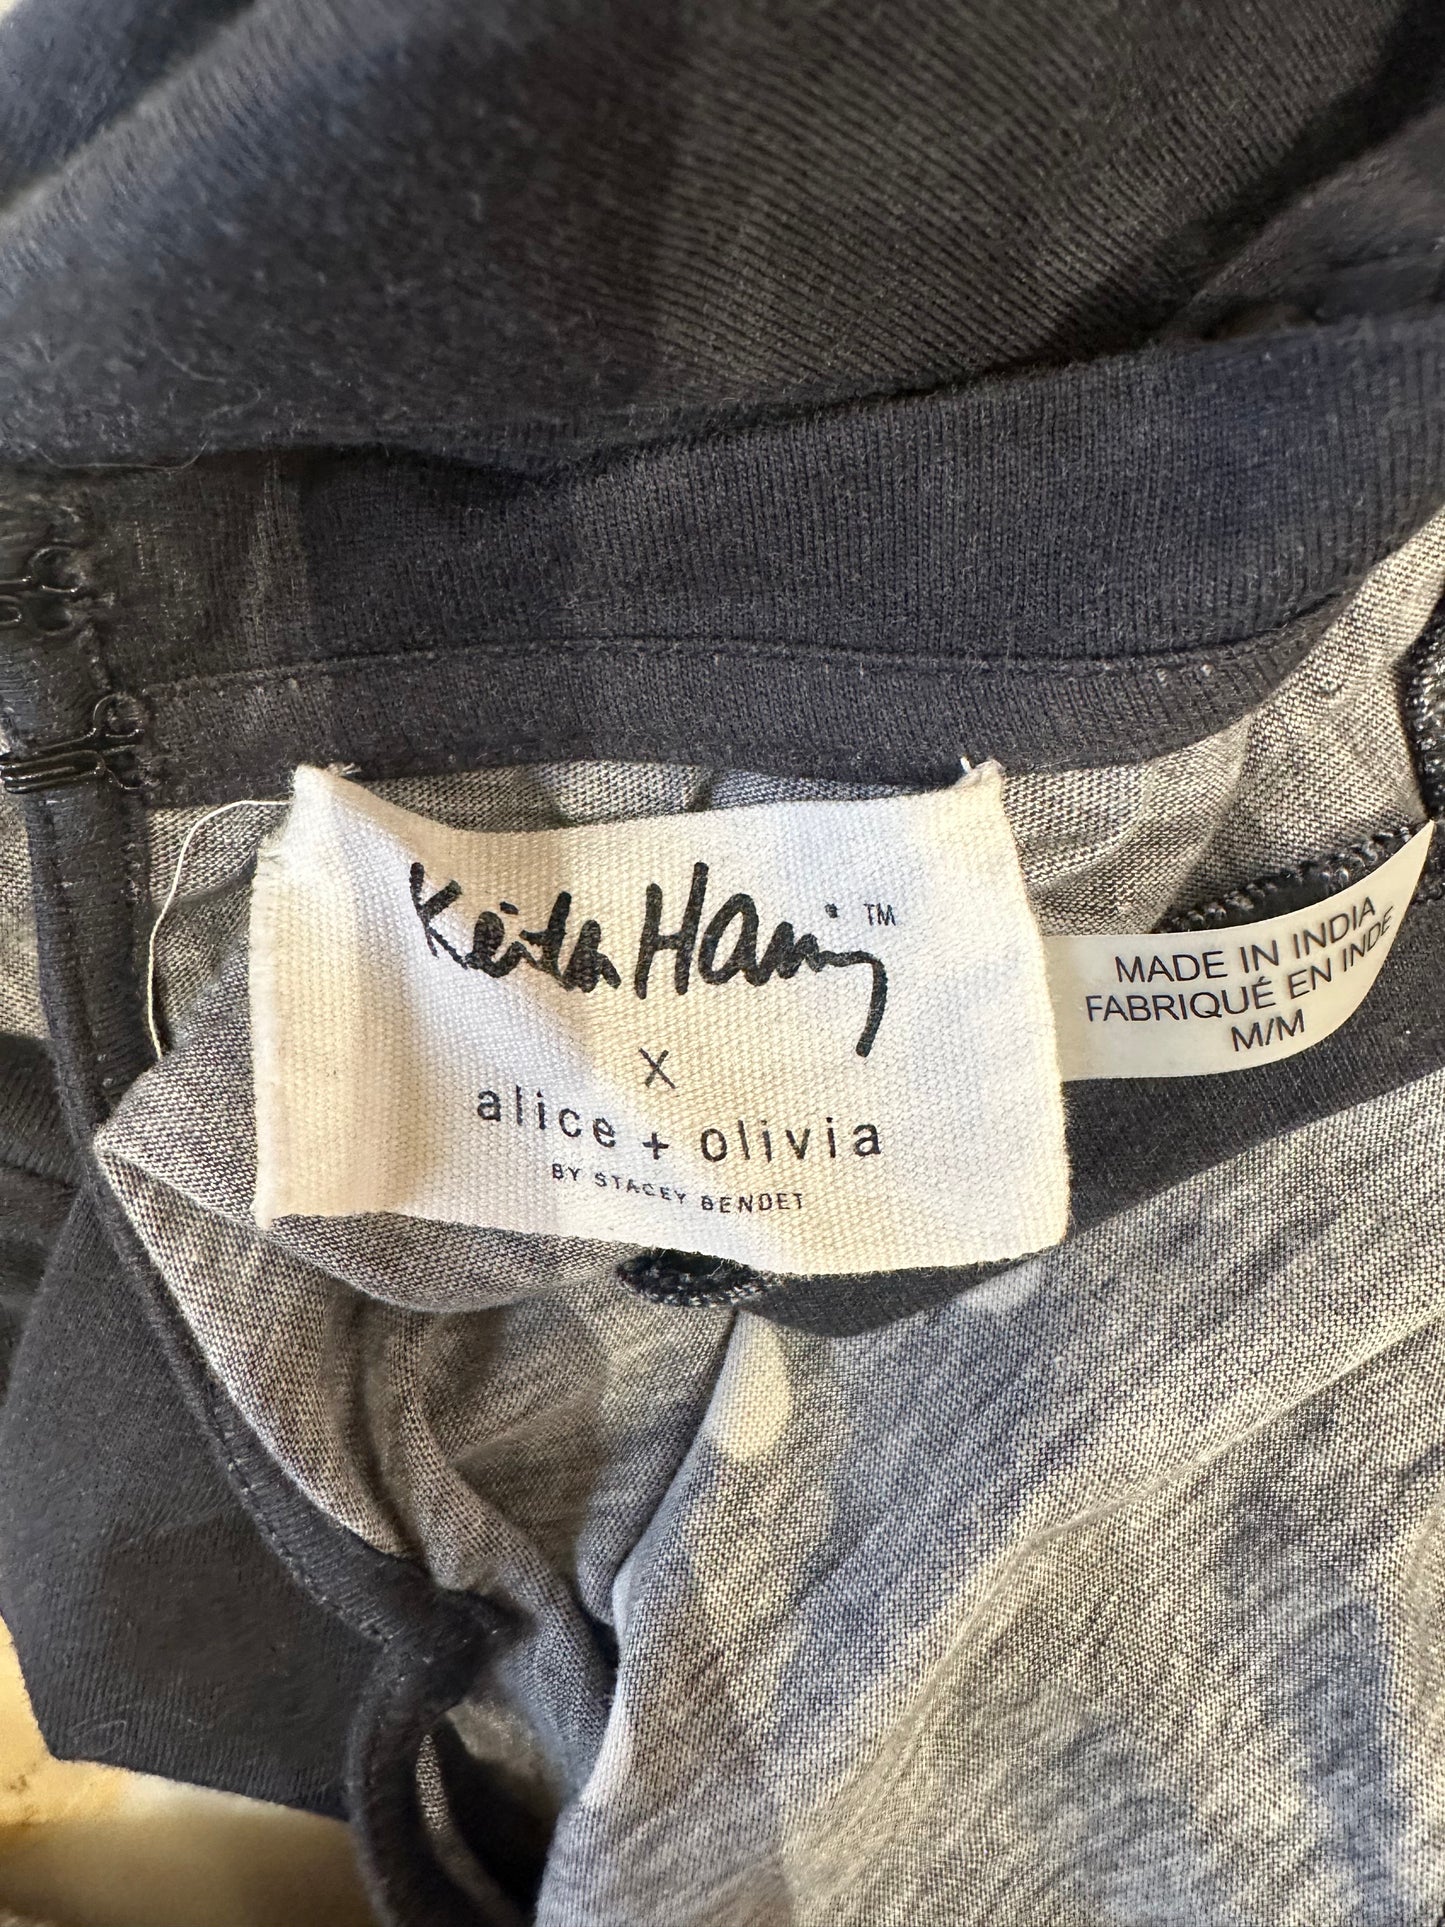 Keith Haring™
X
alice + olivia
BY STACEY BENDET
MADE IN INDIA
FABRIQUÉ EN INDE
M/M